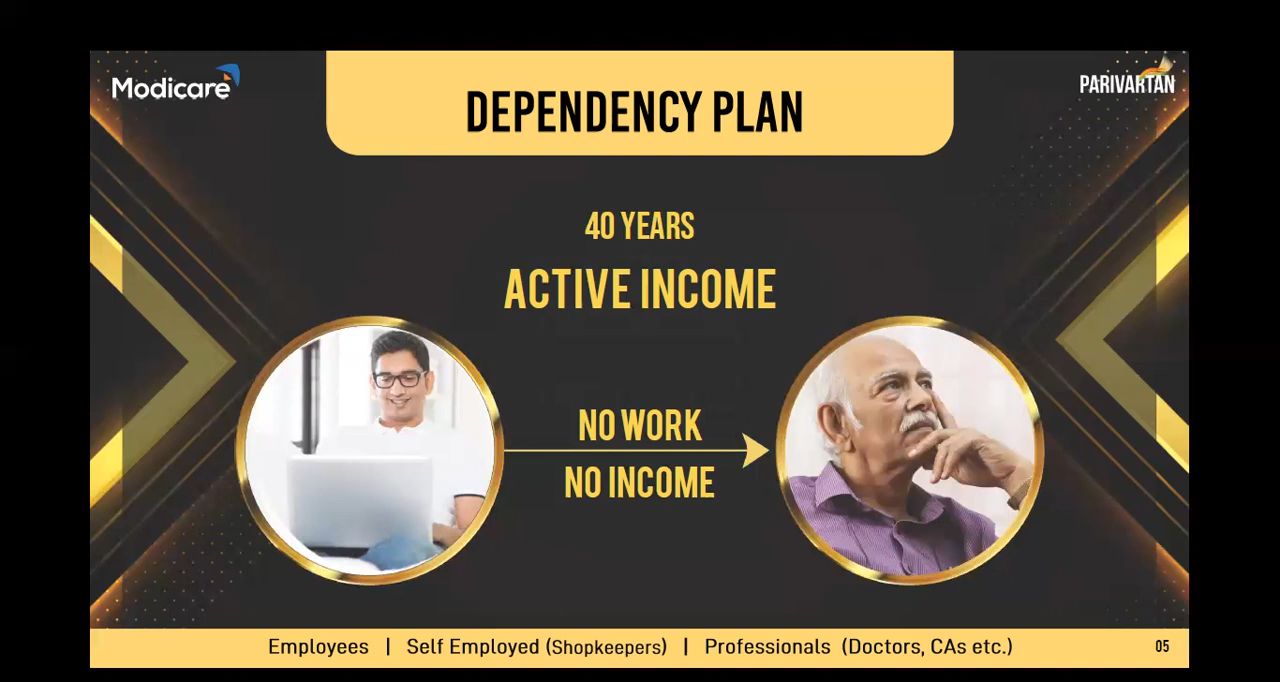 Modicare
PARIVARTAN
DEPENDENCY PLAN
40 YEARS
ACTIVE INCOME
NO WORK
NO INCOME
Employees | Self Employed (Shopkeepers) | Professionals (Doctors, CAs etc.)
05